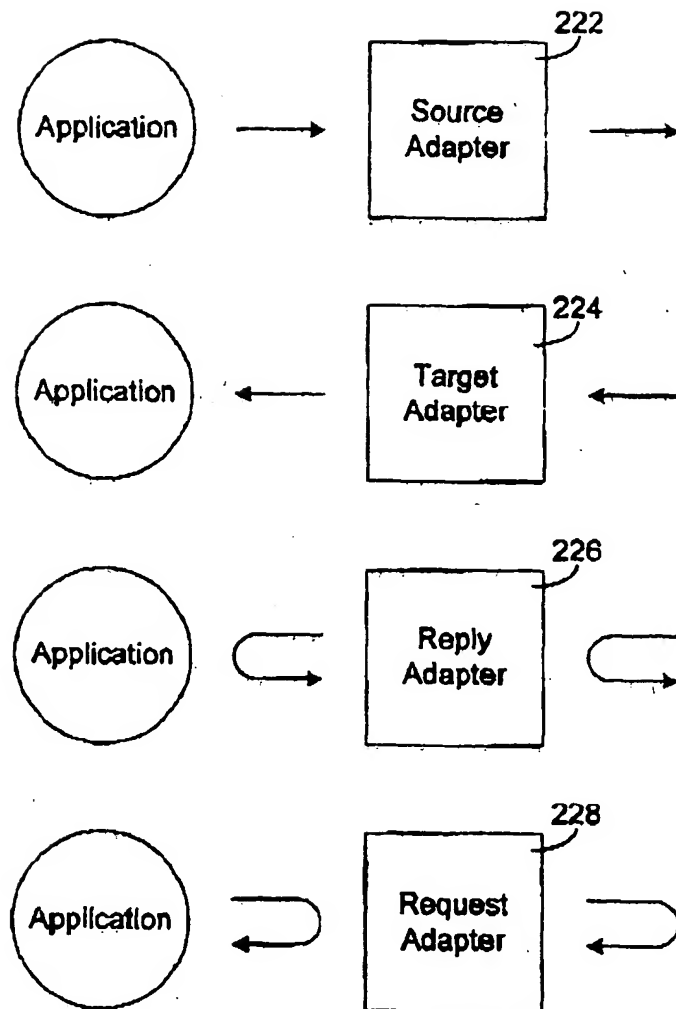 222
Application
Source
Adapter
224
Application
Target
Adapter
226
Application
Reply
Adapter
228
Application
Request
Adapter